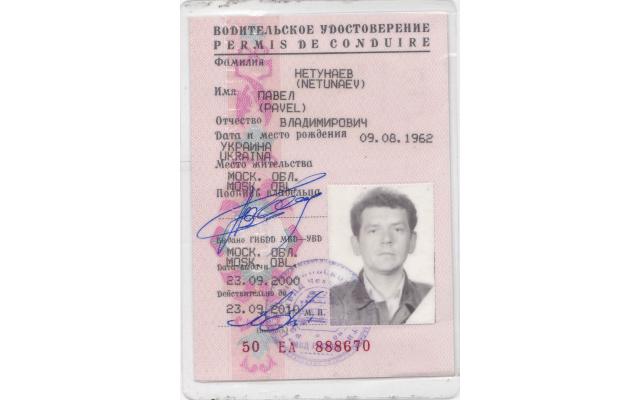 ВОДИТЕЛЬСКОЕ УДОСТОВЕРЕНИЕ
PERMIS DE CONDUIRE
Фамилия
НЕТУНАЕВ
(NETUNAEV)
Имя
ПАВЕЛ
(PAVEL)
Отчество ВЛАДИМИРОВИЧ
Дата и место рождения 09.08.1962
УКРАИНА
UKRAINA
Место жительства
МОСК. ОБЛ.
MOSK. OBL.
Подпись владельца
Выдано ГИБДД МВД—УВД
МОСК. ОБЛ.
MOSK. OBL.
Дата выдачи
23.09.2000
Действительно до
23.09.2010
М. П.
50 ЕА 888670